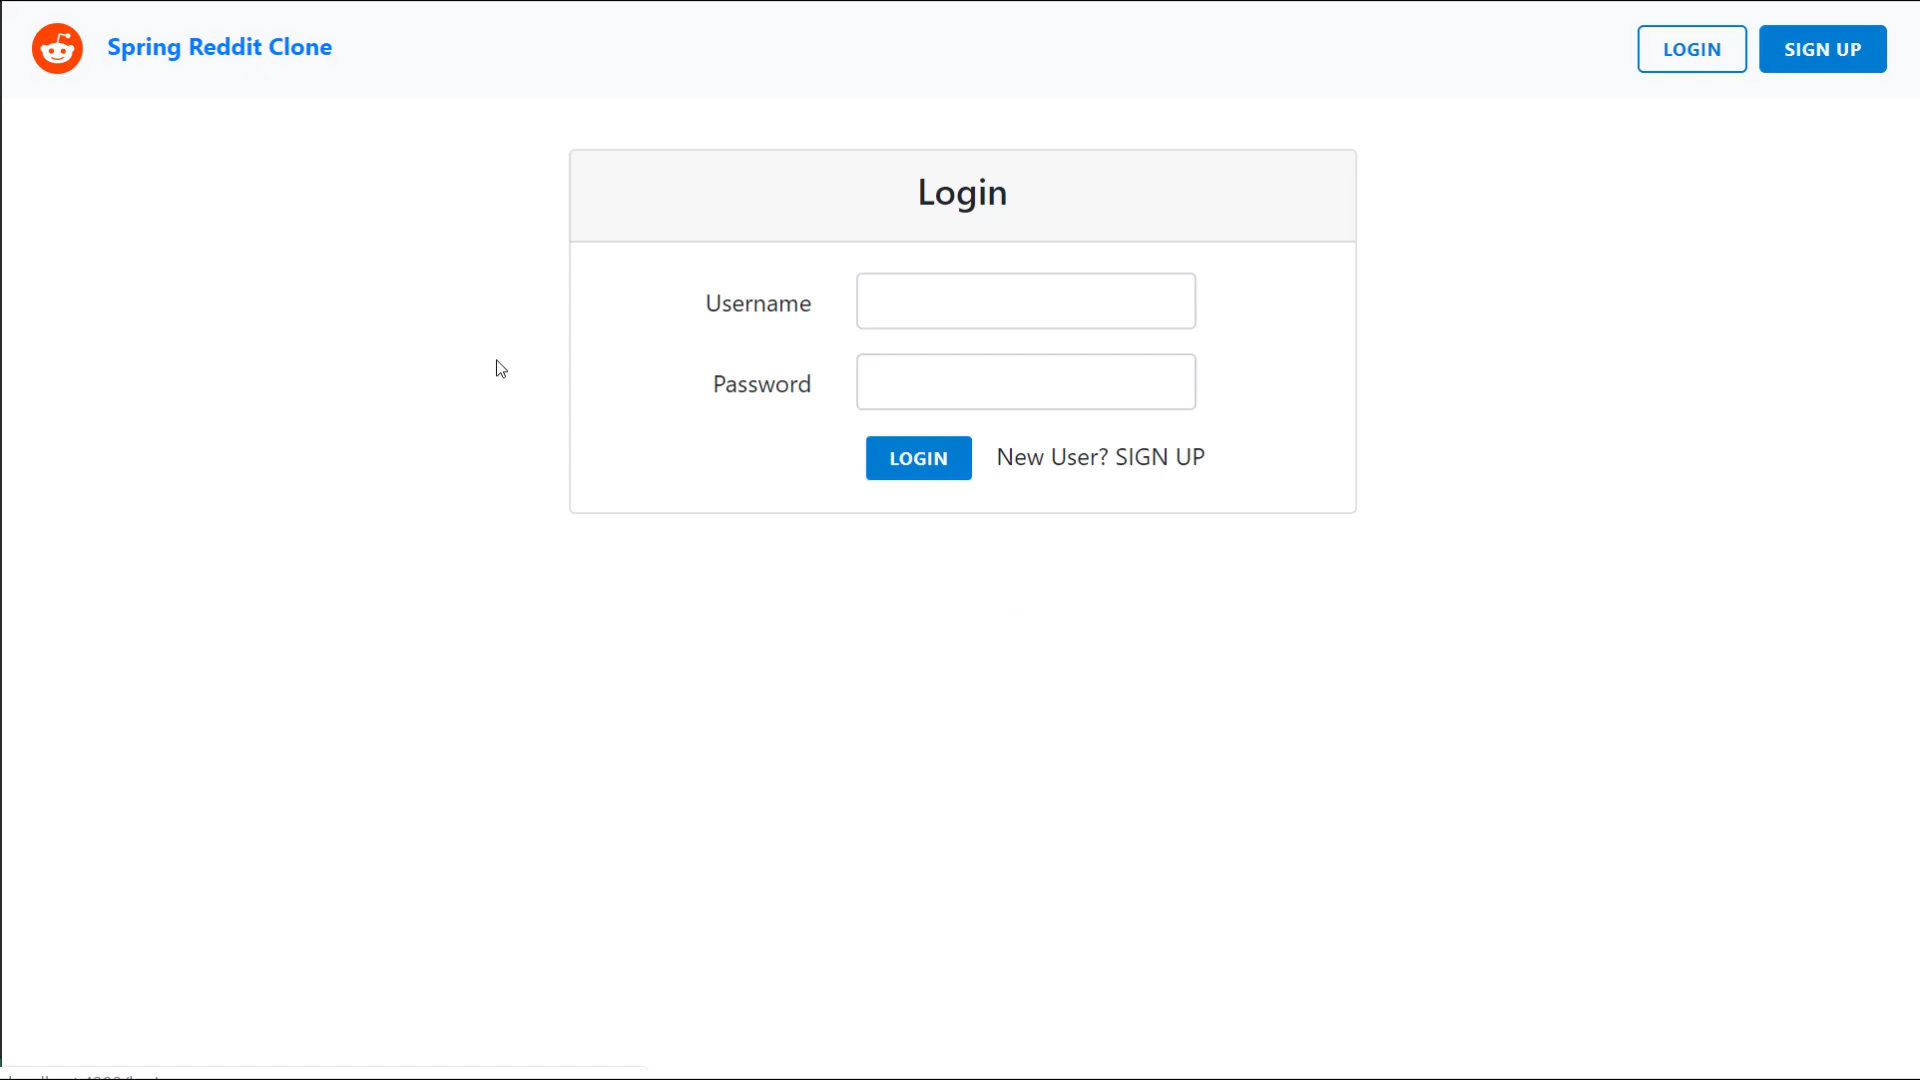 Spring Reddit Clone
LOGIN
SIGN UP
Login
Username
Password
LOGIN
New User? SIGN UP